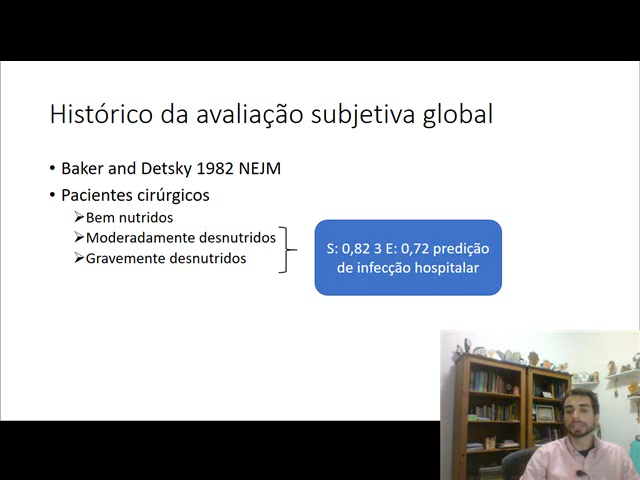 Histórico da avaliação subjetiva global
• Baker and Detsky 1982 NEJM
• Pacientes cirúrgicos
➢Bem nutridos
➢Moderadamente desnutridos
➢Gravemente desnutridos
S: 0,82 3 E: 0,72 predição
de infecção hospitalar